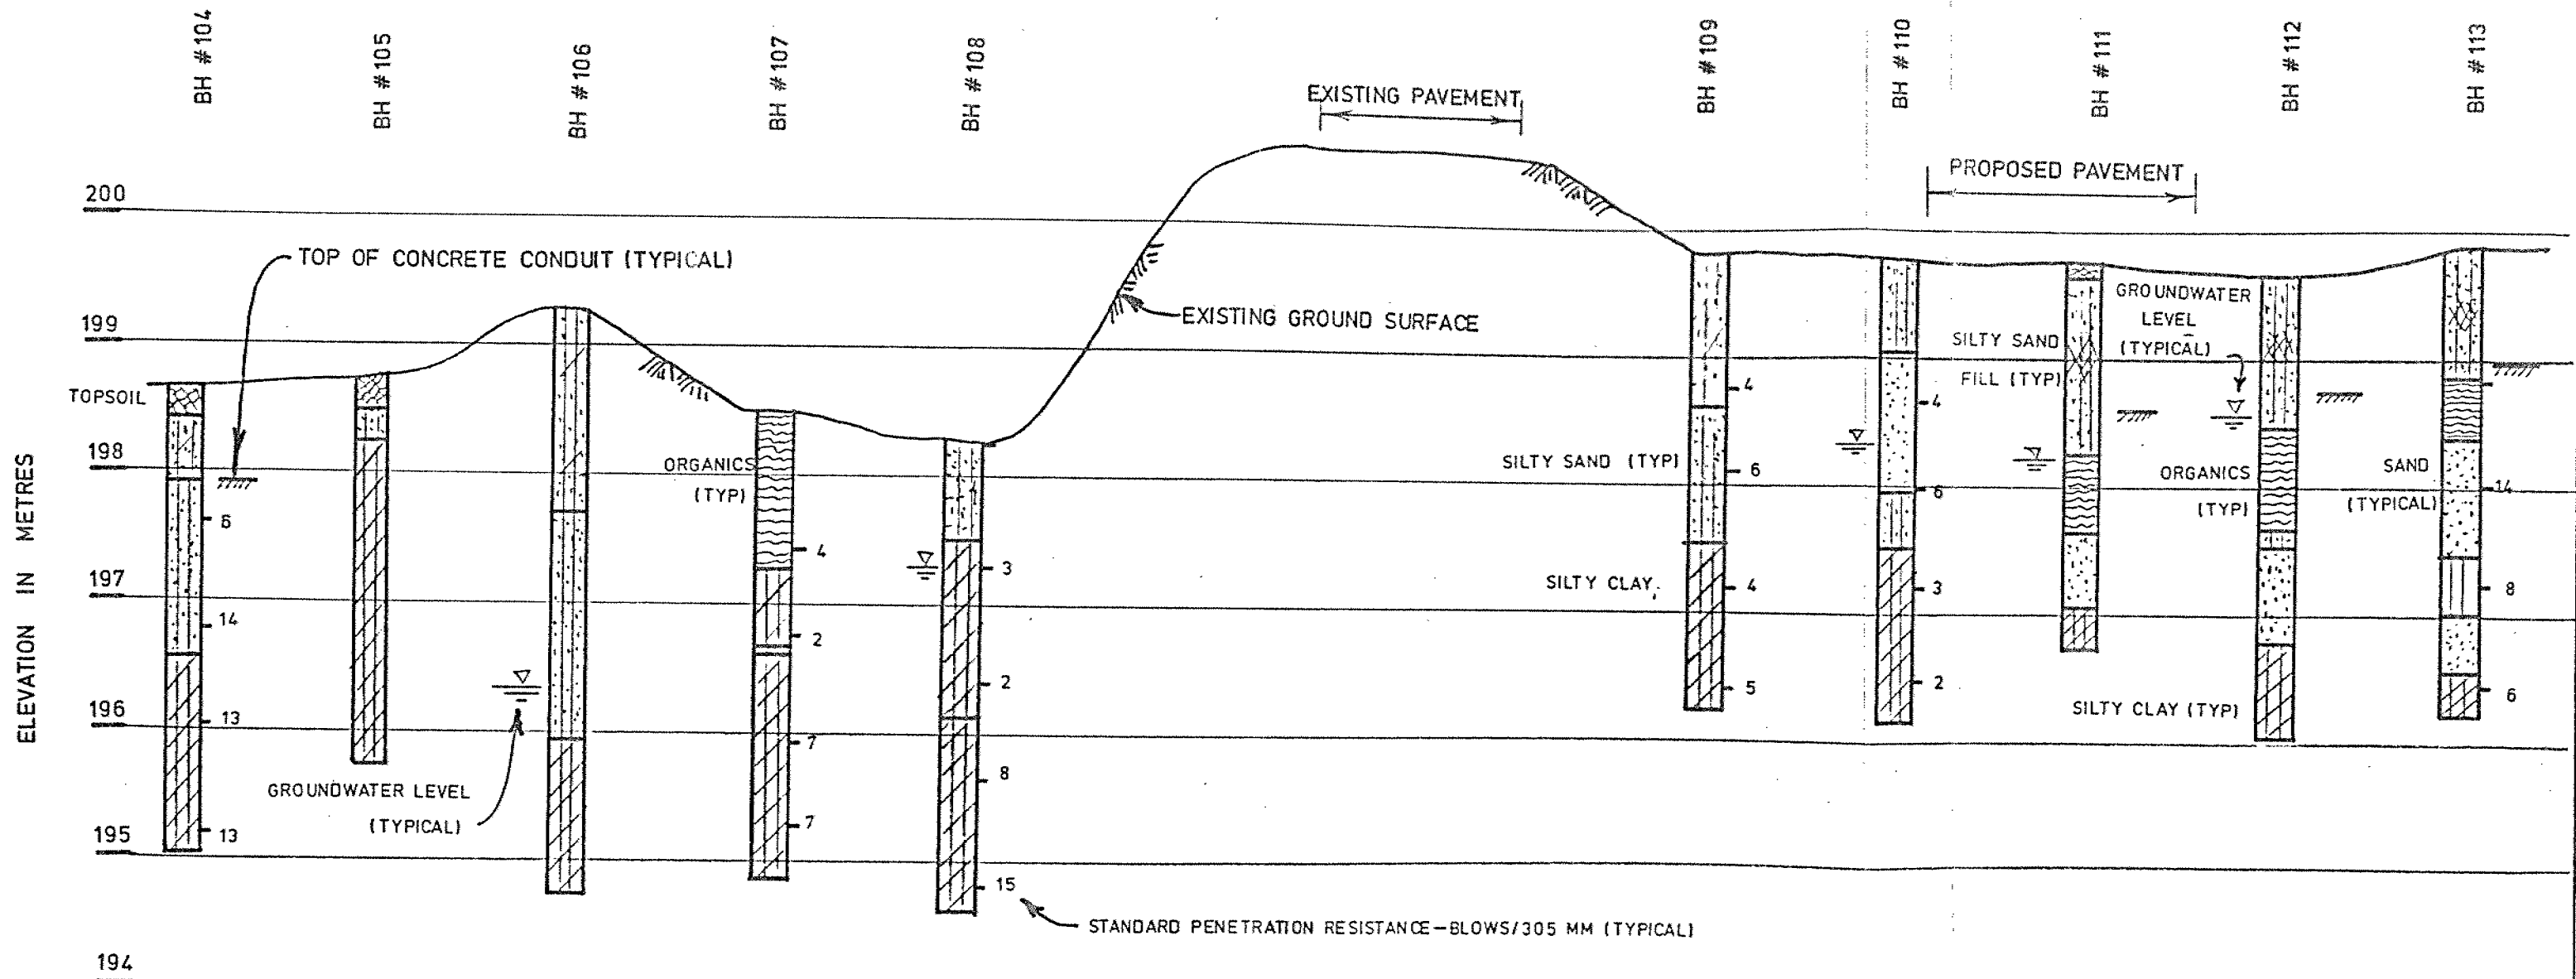 BH #104
BH #105
BH #106
BH #107
BH #108
BH #109
BH #110
BH #111
BH #112
BH #113
EXISTING PAVEMENT
PROPOSED PAVEMENT
200
TOP OF CONCRETE CONDUIT (TYPICAL)
EXISTING GROUND SURFACE
GROUNDWATER
LEVEL
(TYPICAL)
199
SILTY SAND
FILL (TYP)
TOPSOIL
4
4
198
ORGANICS
(TYP)
SILTY SAND (TYP)
6
6
ORGANICS
(TYP)
SAND
(TYPICAL)
14
6
4
3
197
SILTY CLAY
4
3
8
14
2
2
5
2
6
196
13
7
8
SILTY CLAY (TYP)
GROUNDWATER LEVEL
(TYPICAL)
195
13
7
15
STANDARD PENETRATION RESISTANCE-BLOWS/305 MM (TYPICAL)
194
ELEVATION IN METRES